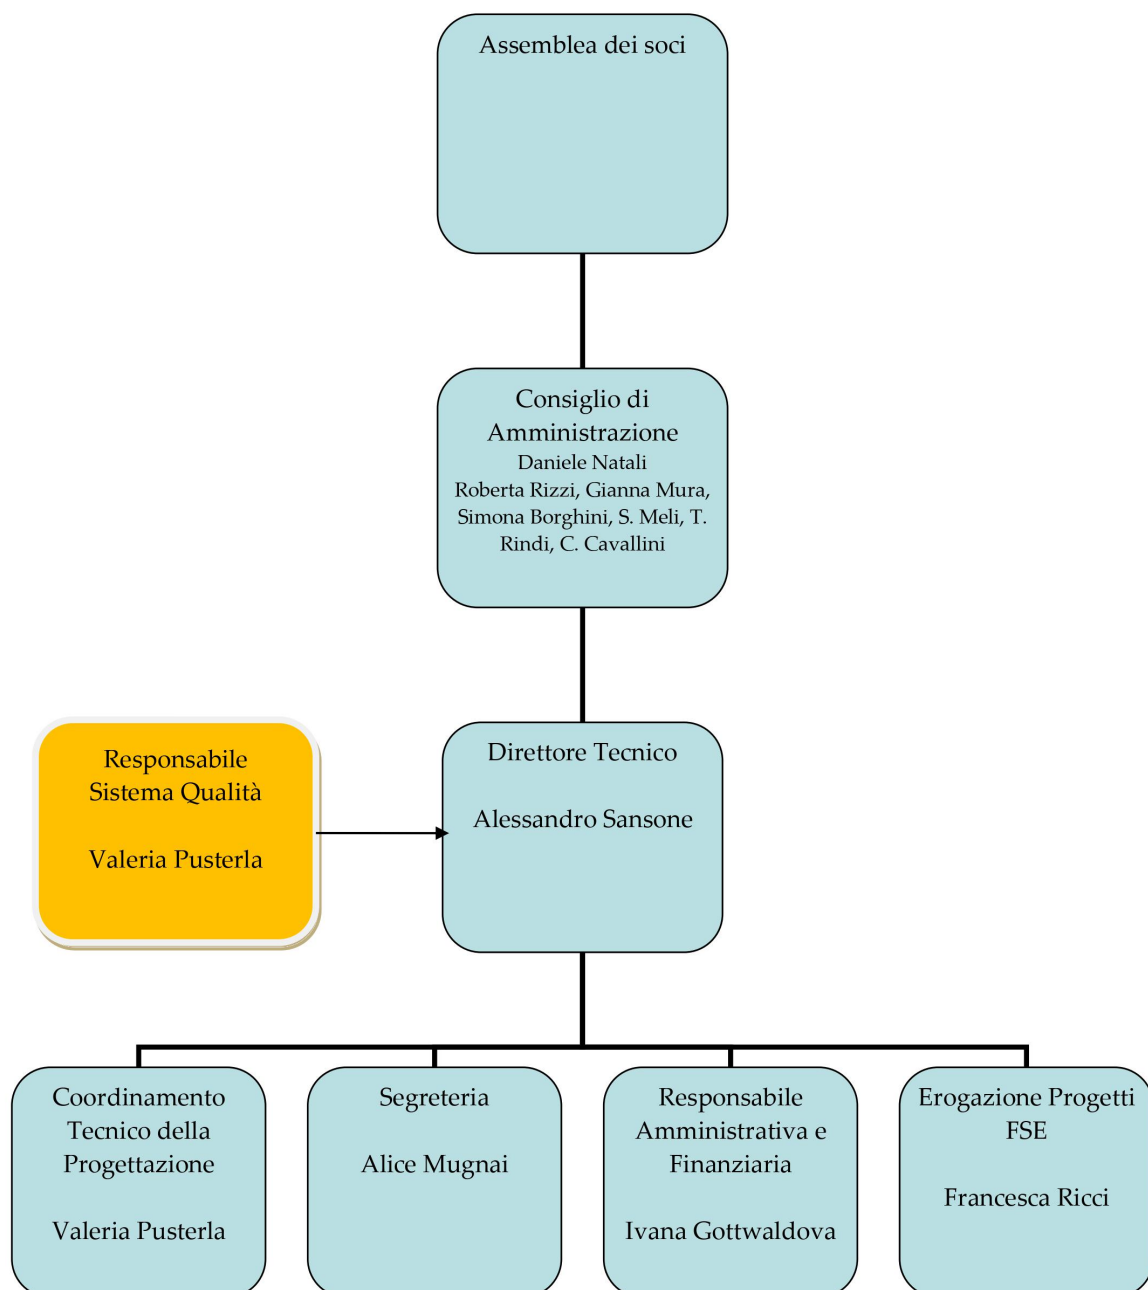 Assemblea dei soci
Consiglio di
Amministrazione
Daniele Natali
Roberta Rizzi, Gianna Mura,
Simona Borghini, S. Meli, T.
Rindi, C. Cavallini
Responsabile
Sistema Qualità
Valeria Pusterla
Direttore Tecnico
Alessandro Sansone
Coordinamento
Tecnico della
Progettazione
Valeria Pusterla
Segreteria
Alice Mugnai
Responsabile
Amministrativa e
Finanziaria
Ivana Gottwaldova
Erogazione Progetti
FSE
Francesca Ricci